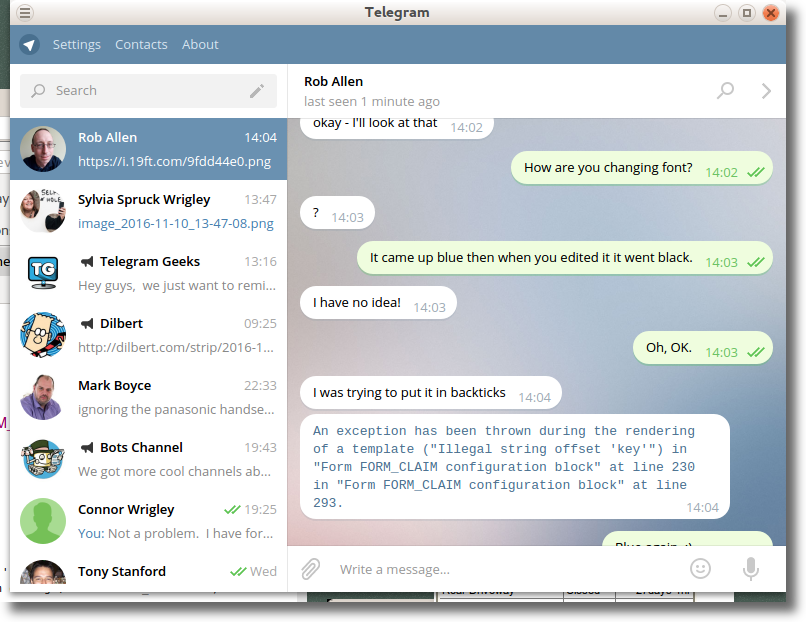 Telegram
Settings Contacts About
Search
Rob Allen
last seen 1 minute ago
Rob Allen 14:04
https://i.19ft.com/9fdd44e0.png
Sylvia Spruck Wrigley 13:47
image_2016-11-10_13-47-08.png
TG
Telegram Geeks 13:16
Hey guys, we just want to remi...
Dilbert 09:25
http://dilbert.com/strip/2016-1...
Mark Boyce 22:33
ignoring the panasonic handse...
Bots Channel 19:43
We got more cool channels ab...
Connor Wrigley 19:25
You: Not a problem. I have for...
Tony Stanford Wed
okay - I'll look at that 14:02
How are you changing font? 14:02
? 14:03
It came up blue then when you edited it it went black. 14:03
I have no idea! 14:03
Oh, OK. 14:03
I was trying to put it in backticks 14:04
An exception has been thrown during the rendering
of a template ("Illegal string offset 'key'") in
"Form FORM_CLAIM configuration block" at line 230
in "Form FORM_CLAIM configuration block" at line
293.
14:04
Blue again :)
Write a message...